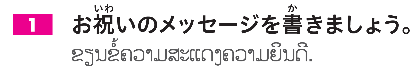 1 お祝いのメッセージを書きましょう。
ຂຽນຂໍ້ຄວາມສະແດງຄວາມຍິນດີ.